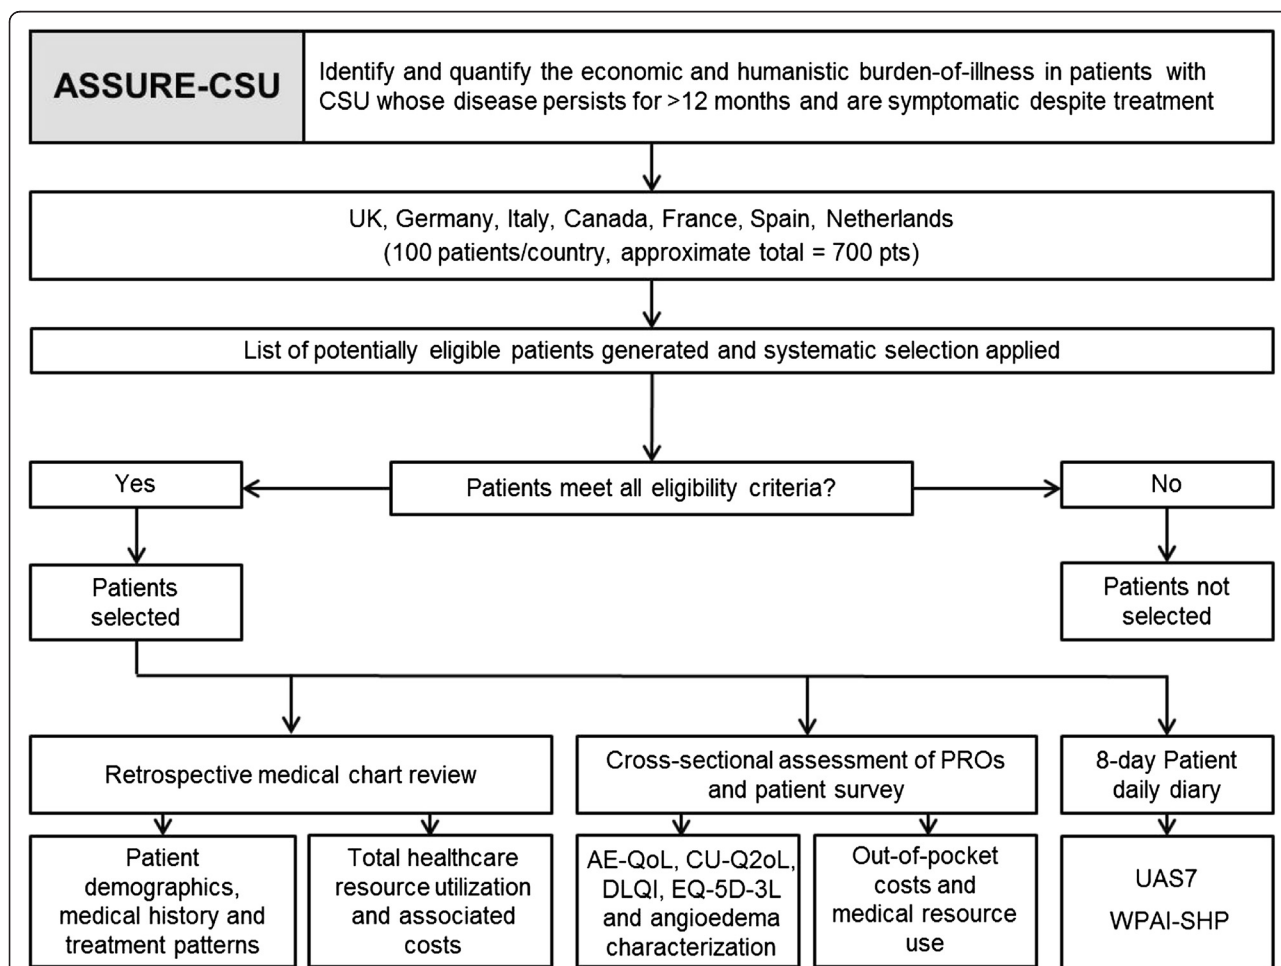 ASSURE-CSU
Identify and quantify the economic and humanistic burden-of-illness in patients with
CSU whose disease persists for >12 months and are symptomatic despite treatment
UK, Germany, Italy, Canada, France, Spain, Netherlands
(100 patients/country, approximate total = 700 pts)
List of potentially eligible patients generated and systematic selection applied
Yes
Patients meet all eligibility criteria?
No
Patients
selected
Patients not
selected
Retrospective medical chart review
Cross-sectional assessment of PROs
and patient survey
8-day Patient
daily diary
Patient
demographics,
medical history and
treatment patterns
Total healthcare
resource utilization
and associated
costs
AE-QoL, CU-Q2oL,
DLQI, EQ-5D-3L
and angioedema
characterization
Out-of-pocket
costs and
medical resource
use
UAS7
WPAI-SHP